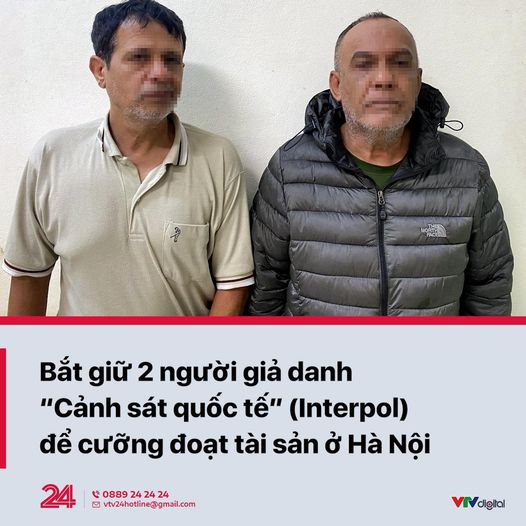 THE
NORTH
FACE
Bắt giữ 2 người giả danh
“Cảnh sát quốc tế” (Interpol)
để cưỡng đoạt tài sản ở Hà Nội
24
0889 24 24 24
vtv24hotline@gmail.com
VTVdigital